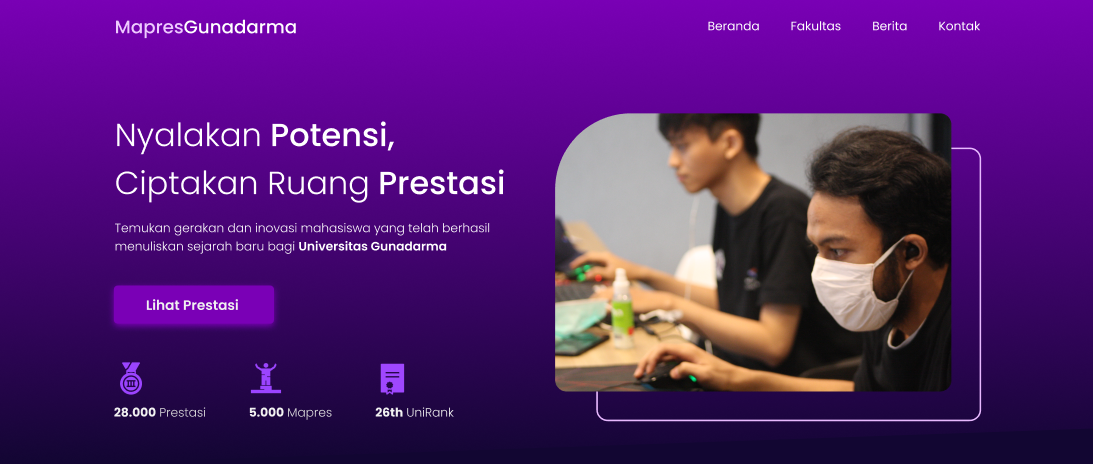 MapresGunadarma
Beranda Fakultas Berita Kontak
Nyalakan Potensi,
Ciptakan Ruang Prestasi
Temukan gerakan dan inovasi mahasiswa yang telah berhasil
menuliskan sejarah baru bagi Universitas Gunadarma
Lihat Prestasi
28.000 Prestasi
5.000 Mapres
26th UniRank